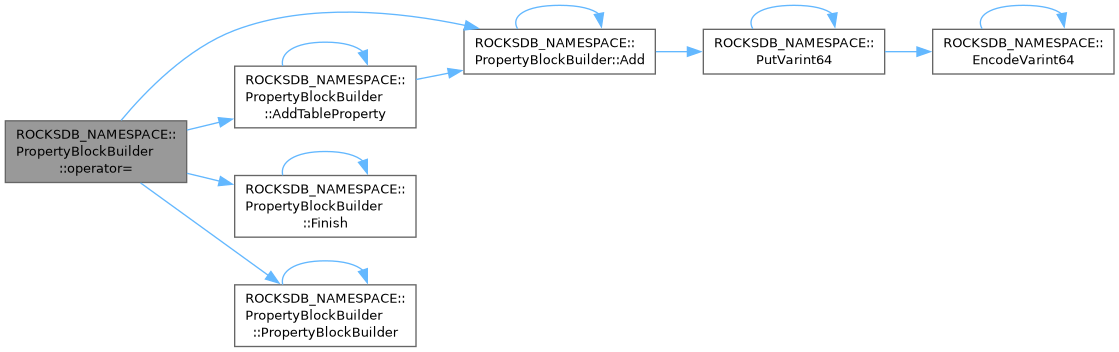 ROCKSDB_NAMESPACE::
PropertyBlockBuilder
::operator=
ROCKSDB_NAMESPACE::
PropertyBlockBuilder
::AddTableProperty
ROCKSDB_NAMESPACE::
PropertyBlockBuilder::Add
ROCKSDB_NAMESPACE::
PutVarint64
ROCKSDB_NAMESPACE::
EncodeVarint64
ROCKSDB_NAMESPACE::
PropertyBlockBuilder
::Finish
ROCKSDB_NAMESPACE::
PropertyBlockBuilder
::PropertyBlockBuilder